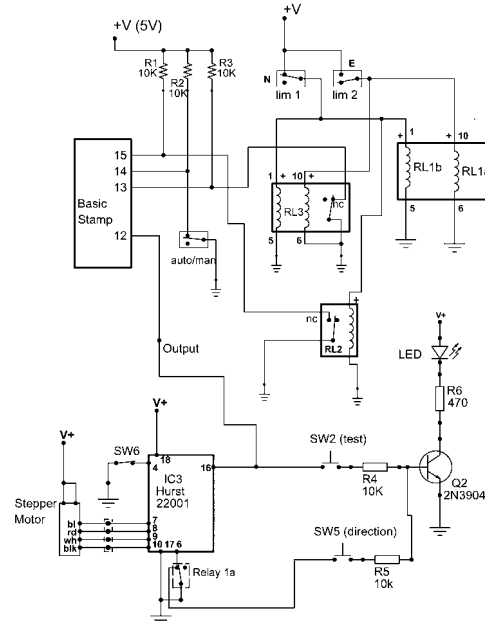 +V
+V (5V)
R1
10K
R2
10K
R3
10K
N
E
lim 1
lim 2
Basic
Stamp
15
14
13
12
auto/man
1
+
10
+
nc
RL3
5
6
+
1
+
10
RL1b
RL1a
5
6
nc
+
RL2
Output
V+
LED
R6
470
V+
SW6
18
4
16
IC3
Hurst
22001
SW2 (test)
R4
10K
Q2
2N3904
V+
Stepper
Motor
bl
rd
wh
blk
7
8
9
10
17
6
Relay 1a
SW5 (direction)
R5
10k